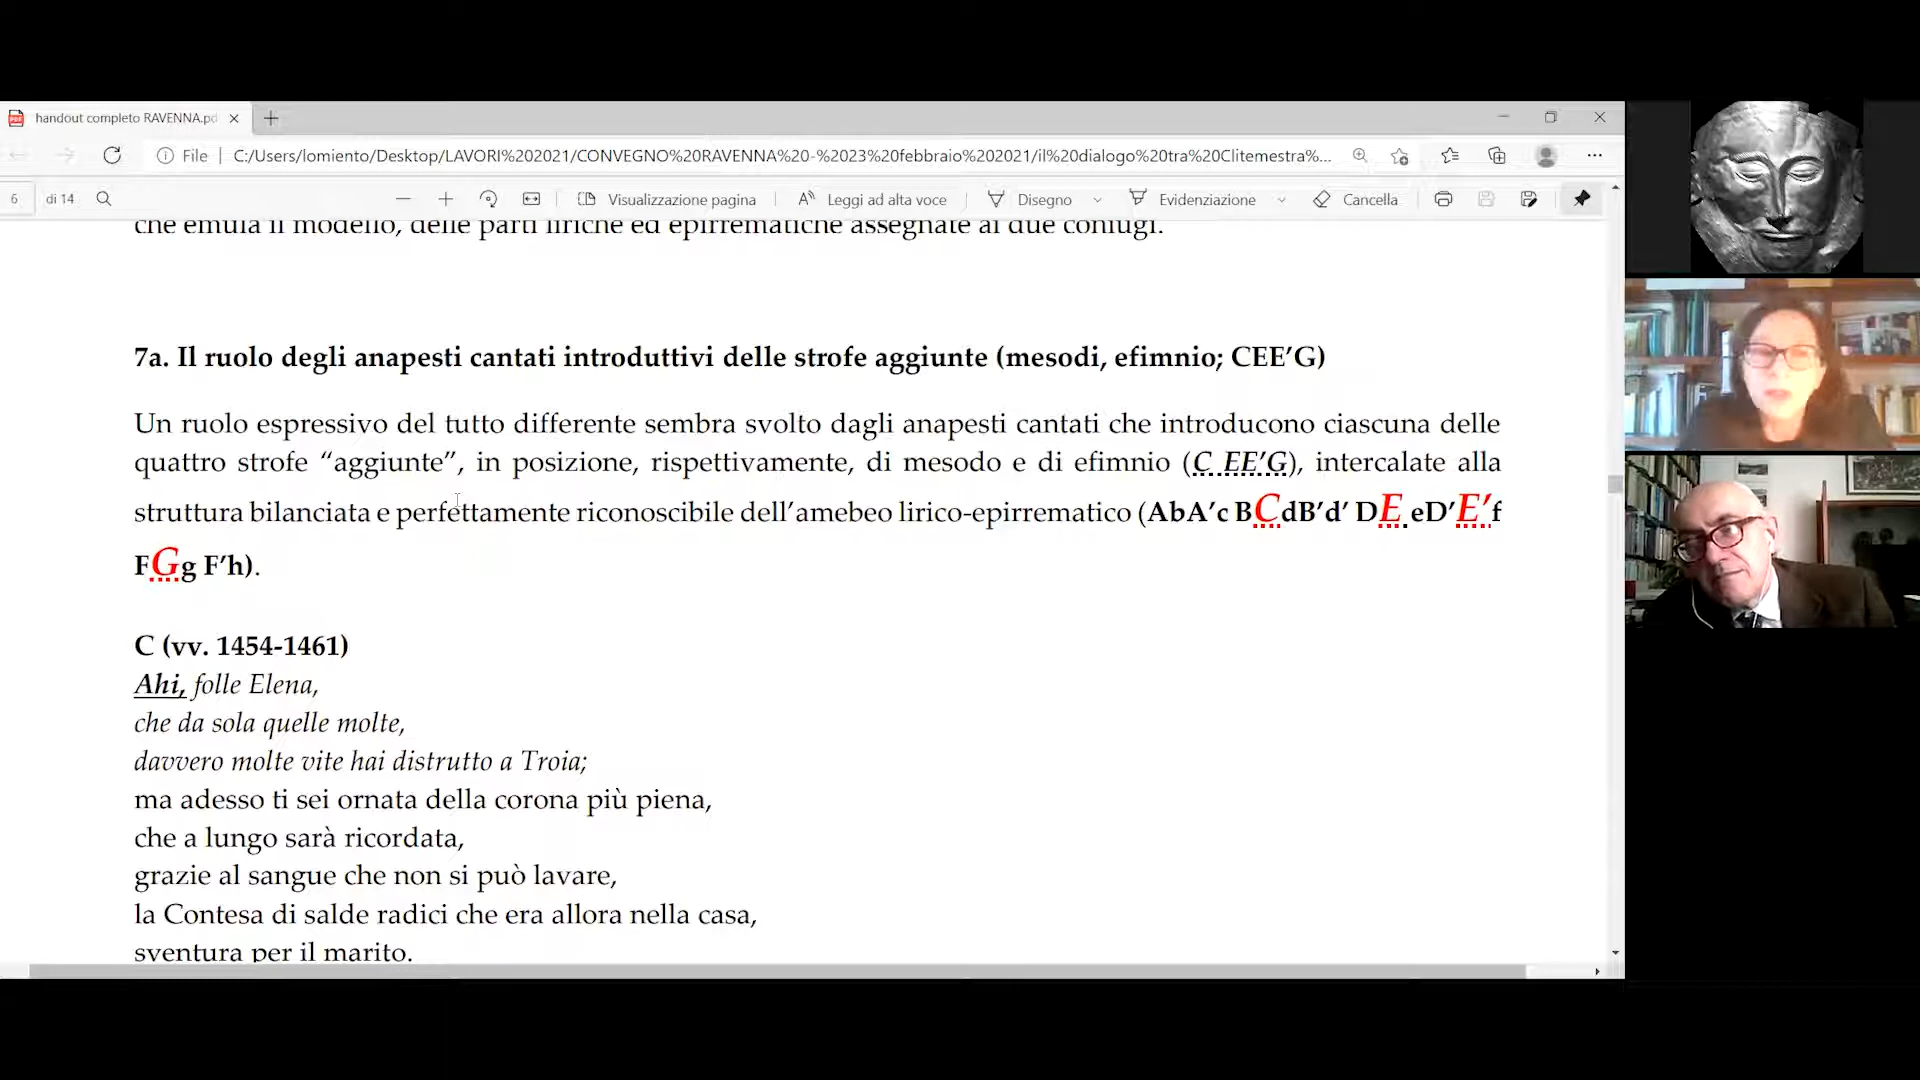 handout completo RAVENNA.pd
File
C:/Users/lomiento/Desktop/LAVORI%202021/CONVEGNO%20RAVENNA%20-%2023%20febbraio%202021/il%20dialogo%20tra%20Clitemestra%...
6 di 14
Visualizzazione pagina
Leggi ad alta voce
Disegno
Evidenziazione
Cancella
che emula il modello, delle parti liriche ed epirrematiche assegnate ai due coniugi.
7a. Il ruolo degli anapesti cantati introduttivi delle strofe aggiunte (mesodi, efimnio; CEE’G)
Un ruolo espressivo del tutto differente sembra svolto dagli anapesti cantati che introducono ciascuna delle
quattro strofe “aggiunte”, in posizione, rispettivamente, di mesodo e di efimnio (C EE’G), intercalate alla
struttura bilanciata e perfettamente riconoscibile dell’amebeo lirico-epirrematico (AbA’c BCdB’d’ DE eD’E’f
FGg F’h).
C (vv. 1454-1461)
Ahi, folle Elena,
che da sola quelle molte,
davvero molte vite hai distrutto a Troia;
ma adesso ti sei ornata della corona più piena,
che a lungo sarà ricordata,
grazie al sangue che non si può lavare,
la Contesa di salde radici che era allora nella casa,
sventura per il marito.